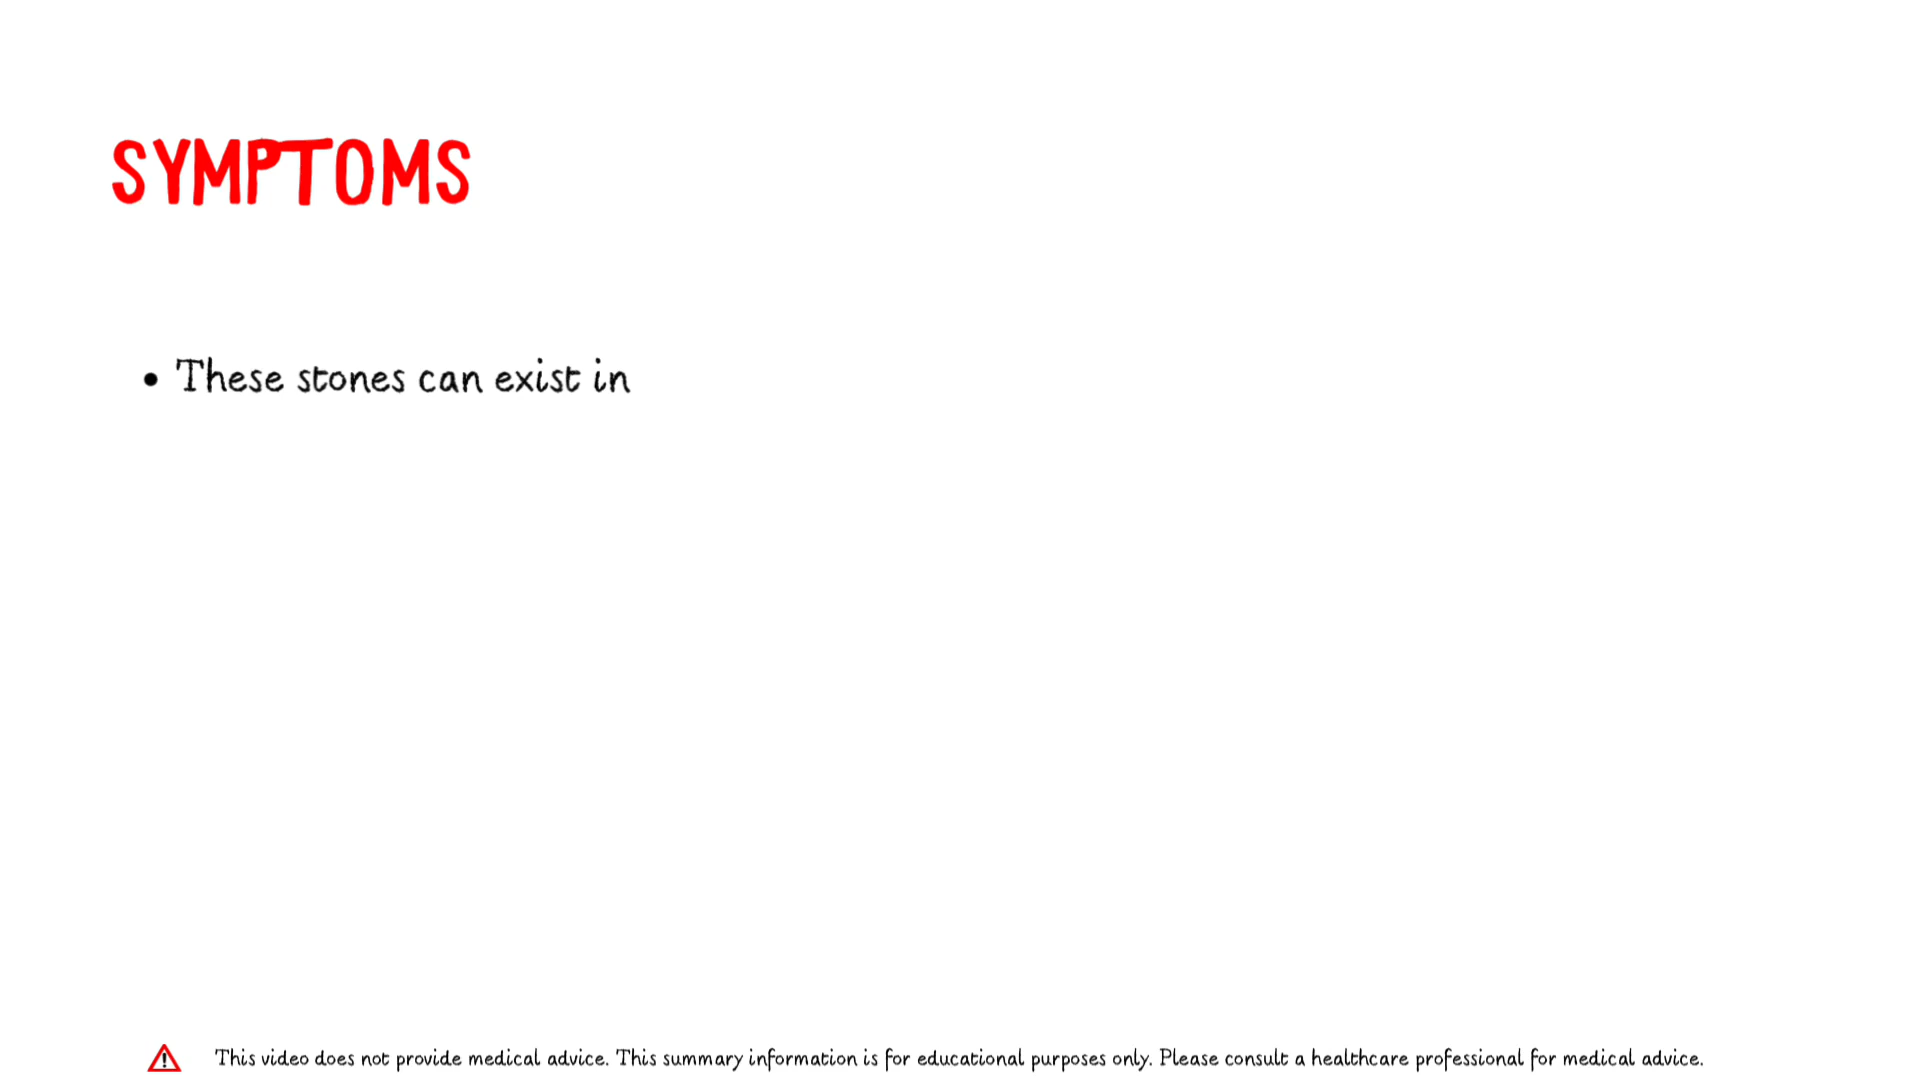 SYMPTOMS
• These stones can exist in
This video does not provide medical advice. This summary information is for educational purposes only. Please consult a healthcare professional for medical advice.